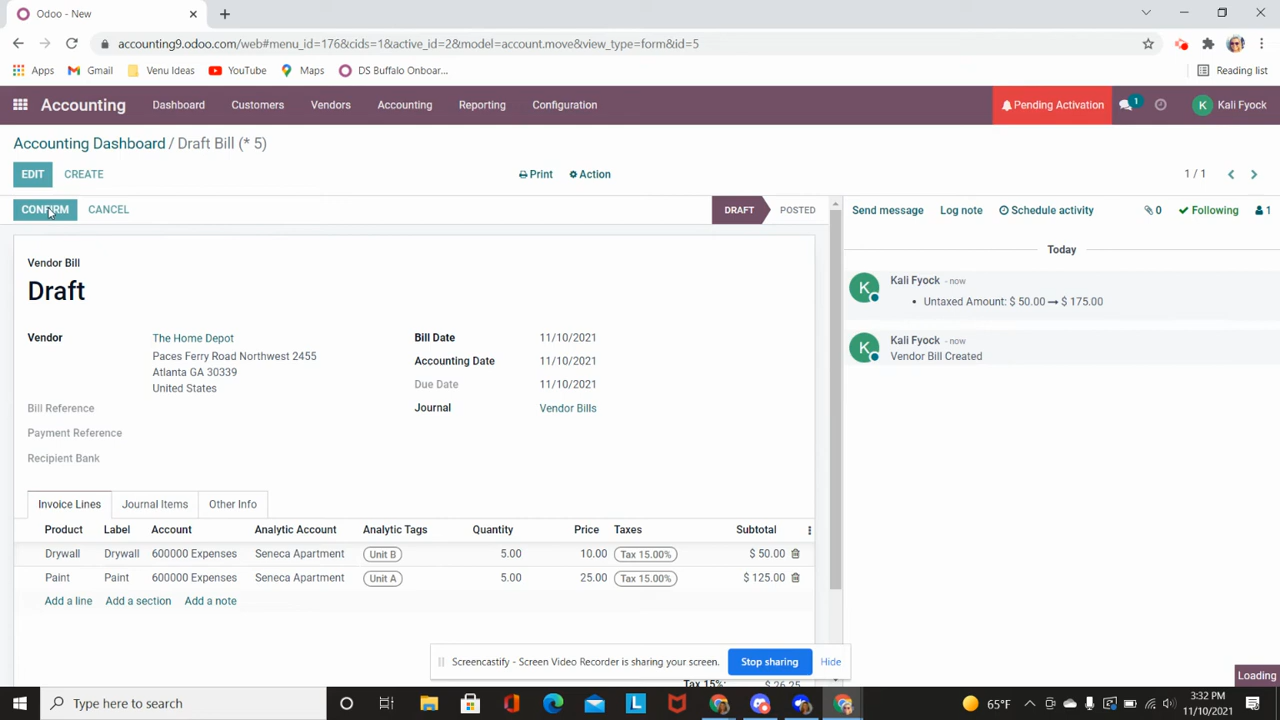 Odoo - New
accounting9.odoo.com/web#menu_id=176&cids=1&active_id=2&model=account.move&view_type=form&id=5
Apps Gmail Venu Ideas YouTube Maps DS Buffalo Onboar... Reading list
Accounting Dashboard Customers Vendors Accounting Reporting Configuration Pending Activation 1 K Kali Fyock
Accounting Dashboard / Draft Bill (* 5)
EDIT CREATE Print Action 1 / 1
CONFIRM CANCEL DRAFT POSTED Send message Log note Schedule activity 0 Following 1
Today
Vendor Bill
Draft
K Kali Fyock - now
• Untaxed Amount: $ 50.00 → $ 175.00
K Kali Fyock - now
Vendor Bill Created
Vendor The Home Depot Bill Date 11/10/2021
Paces Ferry Road Northwest 2455 Accounting Date 11/10/2021
Atlanta GA 30339
United States Due Date 11/10/2021
Bill Reference Journal Vendor Bills
Payment Reference
Recipient Bank
Invoice Lines Journal Items Other Info
Product Label Account Analytic Account Analytic Tags Quantity Price Taxes Subtotal
Drywall Drywall 600000 Expenses Seneca Apartment Unit B 5.00 10.00 Tax 15.00% $ 50.00
Paint Paint 600000 Expenses Seneca Apartment Unit A 5.00 25.00 Tax 15.00% $ 125.00
Add a line Add a section Add a note
Screencastify - Screen Video Recorder is sharing your screen. Stop sharing Hide
Loading
Tax 15%: $ 26.25
Type here to search L 65°F 3:32 PM
11/10/2021 2